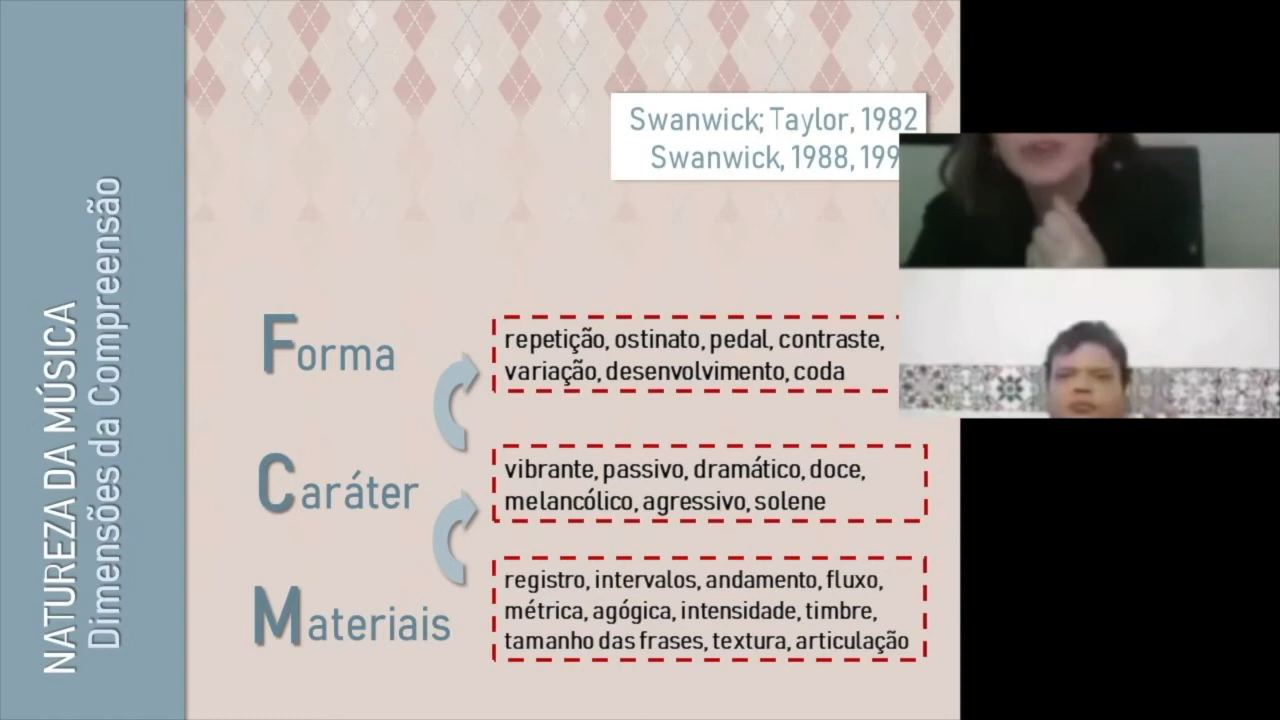 NATUREZA DA MÚSICA
Dimensões da Compreensão
Swanwick; Taylor, 1982
Swanwick, 1988,
Forma
repetição, ostinato, pedal, contraste,
variação, desenvolvimento, coda
Caráter
vibrante, passivo, dramático, doce,
melancólico, agressivo, solene
Materiais
registro, intervalos, andamento, fluxo,
métrica, agógica, intensidade, timbre,
tamanho das frases, textura, articulação